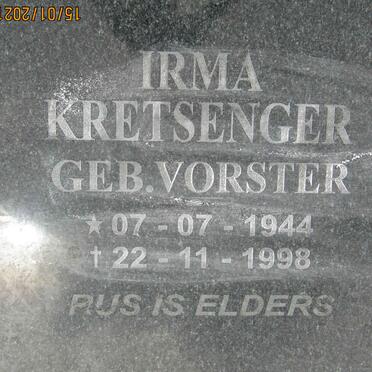 IRMA
KRETSENGER
GEB. VORSTER
★ 07 - 07 - 1944
† 22 - 11 - 1998
RUS IS ELDERS
15/01/202